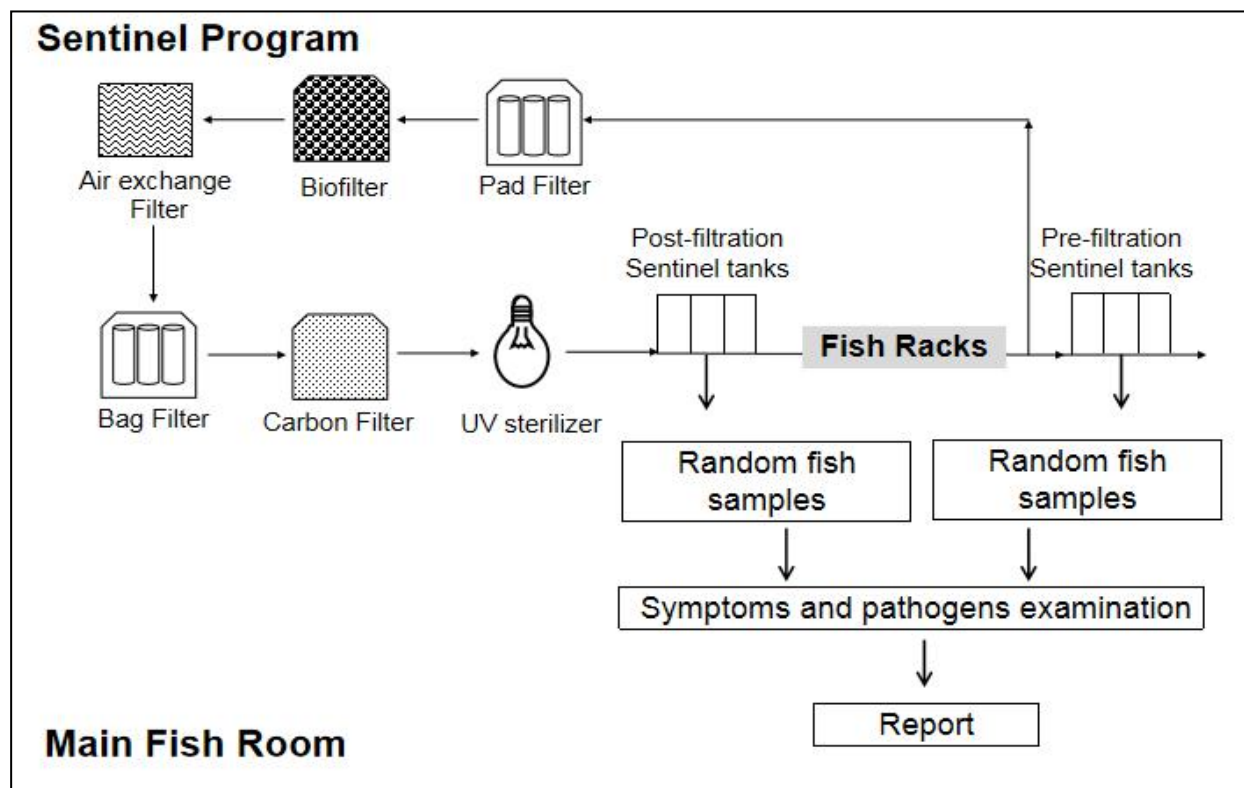 Sentinel Program
Air exchange
Filter
Biofilter
Pad Filter
Post-filtration
Sentinel tanks
Pre-filtration
Sentinel tanks
Bag Filter
Carbon Filter
UV sterilizer
Fish Racks
Random fish
samples
Random fish
samples
Symptoms and pathogens examination
Report
Main Fish Room